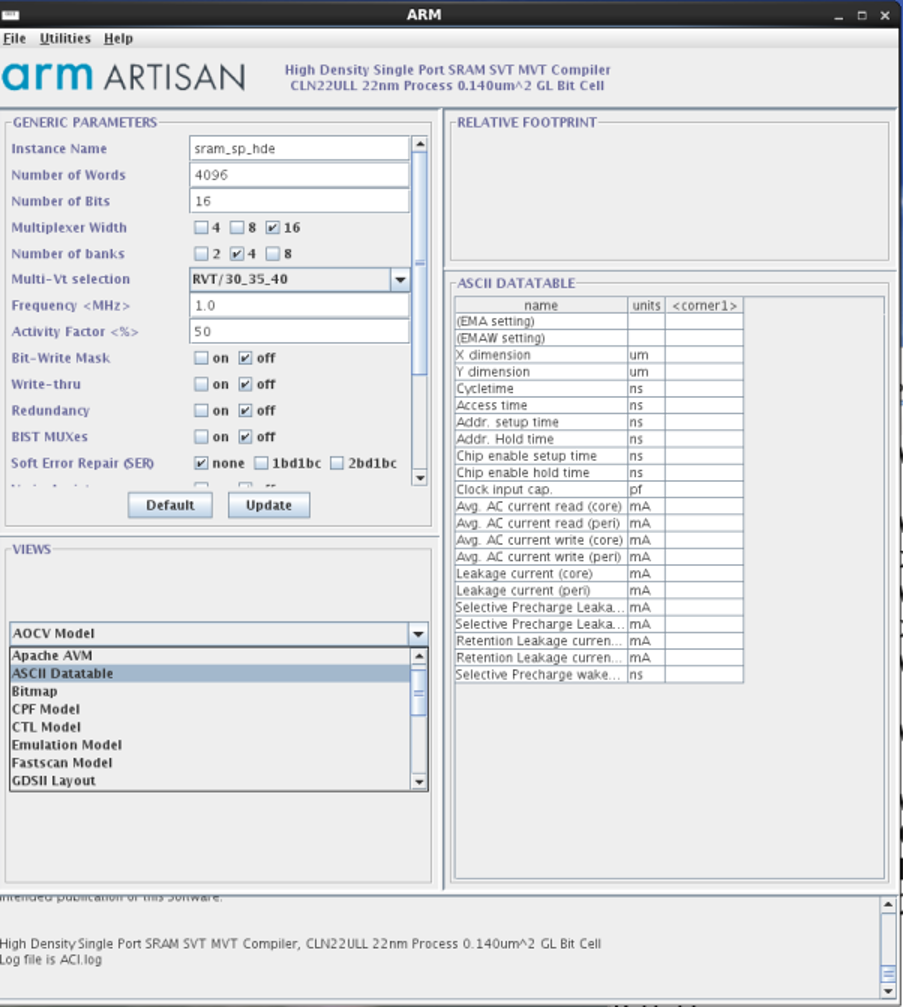 ARM
File Utilities Help
arm ARTISAN
High Density Single Port SRAM SVT MVT Compiler
CLN22ULL 22nm Process 0.140um^2 GL Bit Cell
GENERIC PARAMETERS
Instance Name sram_sp_hde
Number of Words 4096
Number of Bits 16
Multiplexer Width 4 8 16
Number of banks 2 4 8
Multi-Vt selection RVT/30_35_40
Frequency <MHz> 1.0
Activity Factor <%> 50
Bit-Write Mask on off
Write-thru on off
Redundancy on off
BIST MUXes on off
Soft Error Repair (SER) none 1bd1bc 2bd1bc
Default Update
VIEWS
AOCV Model
Apache AVM
ASCII Datatable
Bitmap
CPF Model
CTL Model
Emulation Model
Fastscan Model
GDSII Layout
RELATIVE FOOTPRINT
ASCII DATATABLE
name units <corner1>
(EMA setting)
(EMAW setting)
X dimension um
Y dimension um
Cycletime ns
Access time ns
Addr. setup time ns
Addr. Hold time ns
Chip enable setup time ns
Chip enable hold time ns
Clock input cap. pf
Avg. AC current read (core) mA
Avg. AC current read (peri) mA
Avg. AC current write (core) mA
Avg. AC current write (peri) mA
Leakage current (core) mA
Leakage current (peri) mA
Selective Precharge Leaka... mA
Selective Precharge Leaka... mA
Retention Leakage curren... mA
Retention Leakage curren... mA
Selective Precharge wake... ns
intended publication of this software.
High Density Single Port SRAM SVT MVT Compiler, CLN22ULL 22nm Process 0.140um^2 GL Bit Cell
Log file is ACI.log